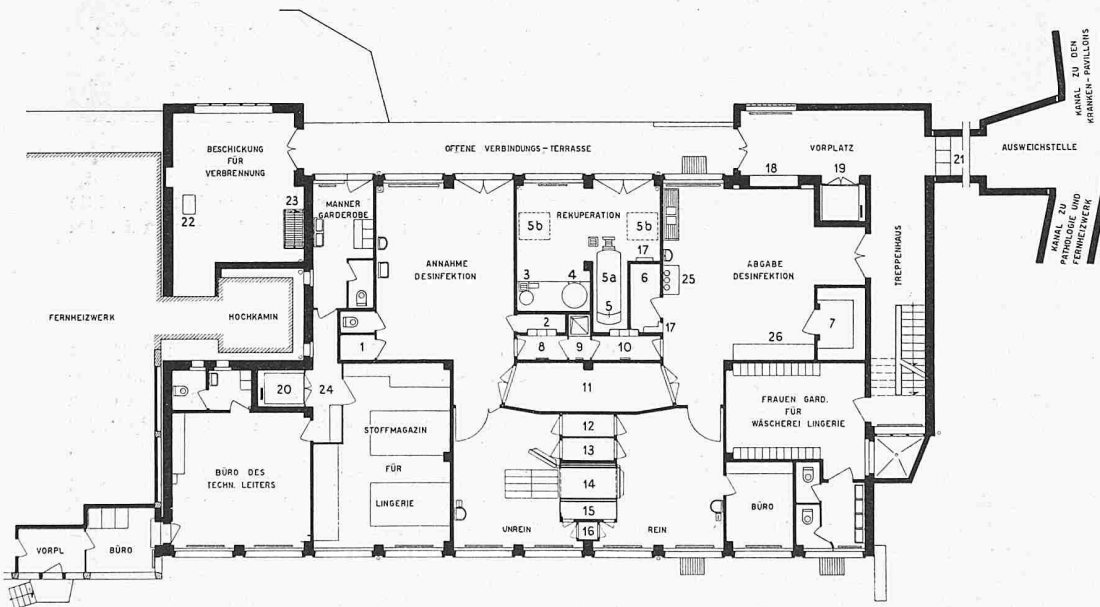 KANAL ZU DEN
KRANKEN-PAVILLONS
AUSWEICHSTELLE
KANAL ZU
PATHOLOGIE UND
FERNHEIZWERK
21
BESCHICKUNG
FÜR
VERBRENNUNG
22
23
OFFENE VERBINDUNGS-TERRASSE
VORPLATZ
18
19
MÄNNER
GARDEROBE
ANNAHME
DESINFEKTION
REKUPERATION
5b
5b
17
3
4
5a
5
6
25
ABGABE
DESINFEKTION
17
7
26
TREPPENHAUS
FERNHEIZWERK
HOCHKAMIN
1
2
8
9
10
11
20
24
STOFFMAGAZIN
FÜR
LINGERIE
12
13
14
15
16
UNREIN
REIN
FRAUEN GARD.
FÜR
WÄSCHEREI LINGERIE
BÜRO
BÜRO DES
TECHN. LEITERS
VORPL
BÜRO